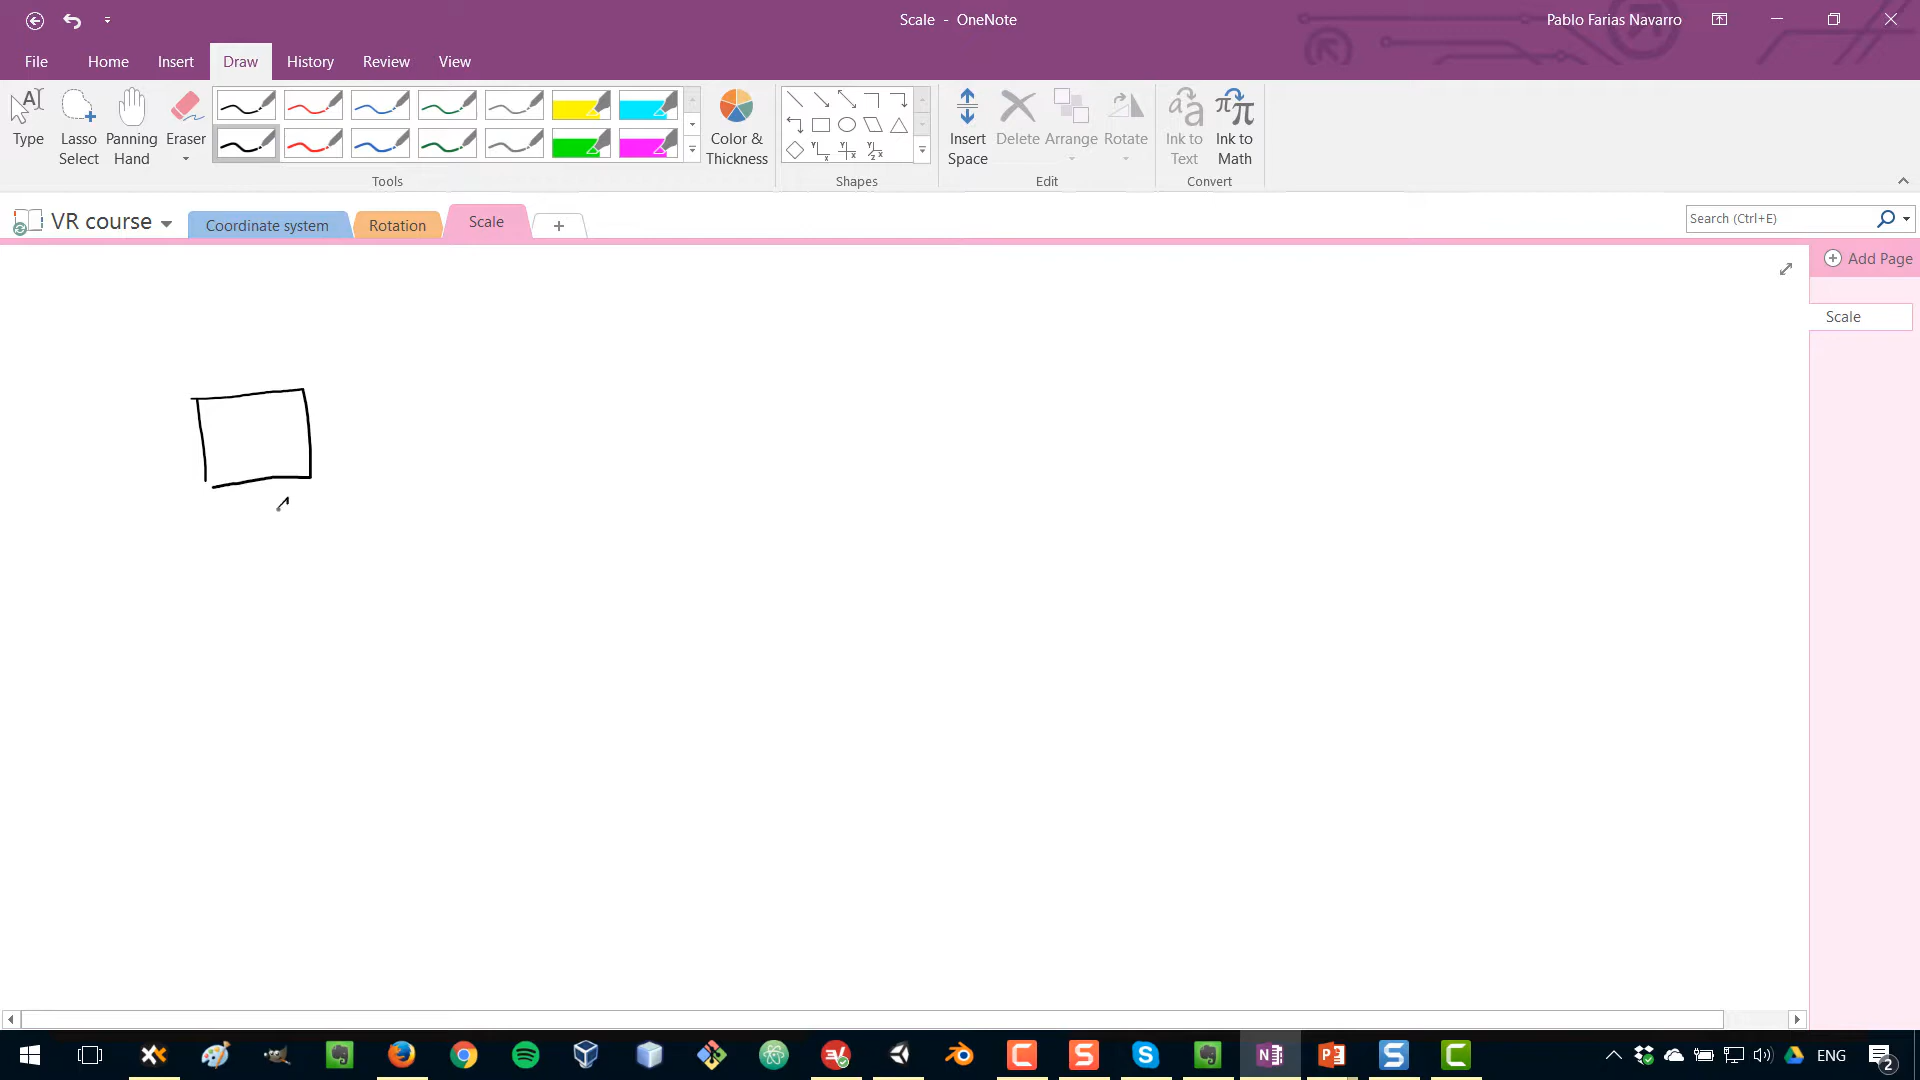 Scale - OneNote
Pablo Farias Navarro
File Home Insert Draw History Review View
Type
Lasso Select
Panning Hand
Eraser
Color & Thickness
Insert Space
Delete
Arrange
Rotate
Ink to Text
Ink to Math
Tools
Shapes
Edit
Convert
VR course
Coordinate system
Rotation
Scale
Search (Ctrl+E)
Add Page
Scale
ENG
2